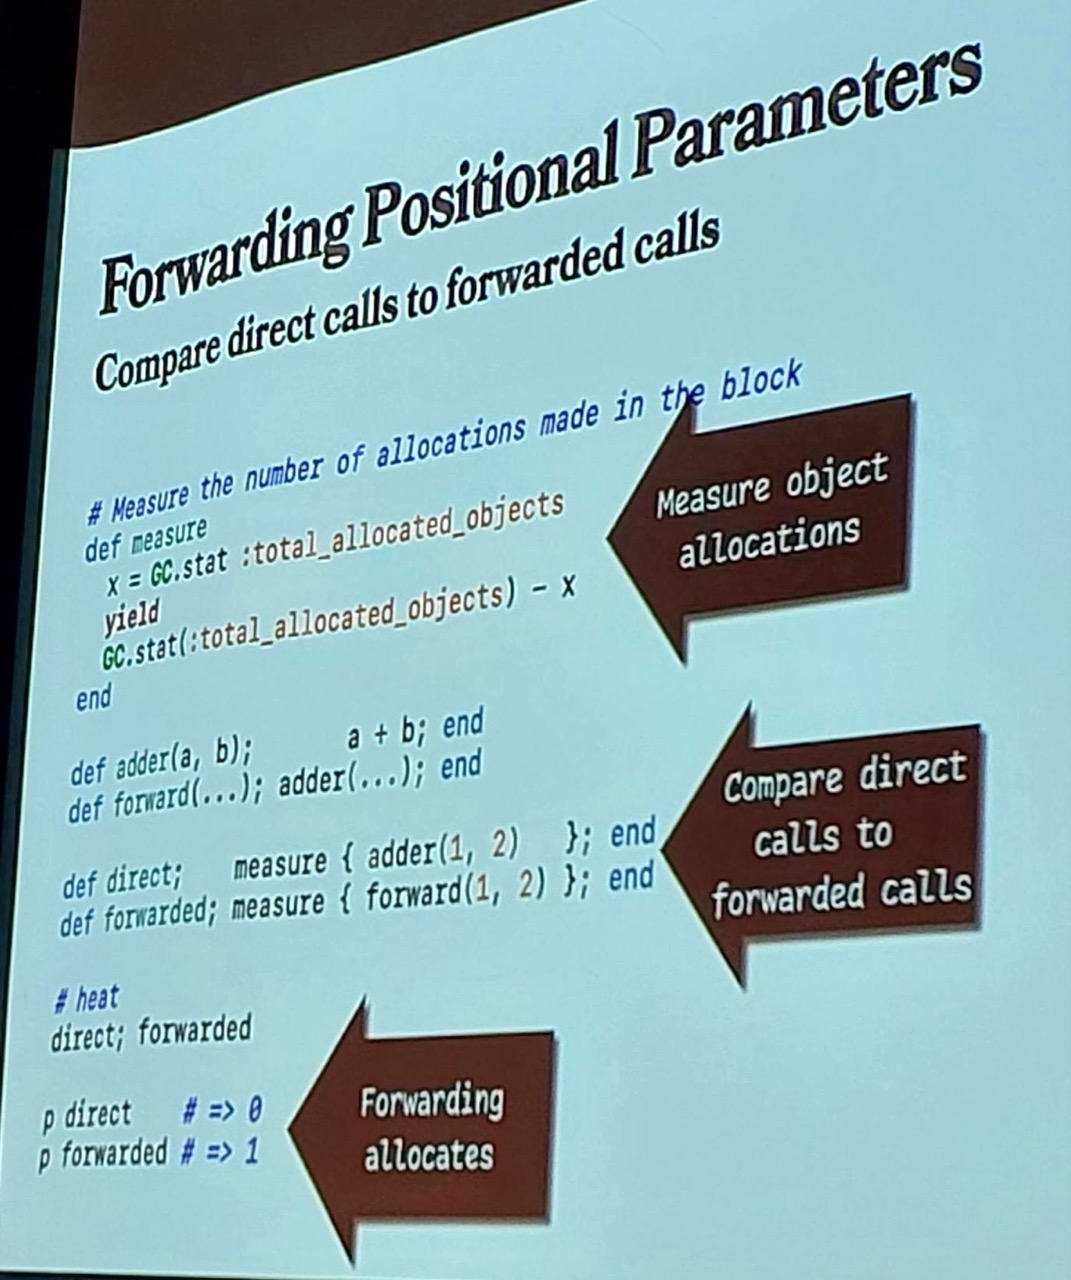 Forwarding Positional Parameters
Compare direct calls to forwarded calls
# Measure the number of allocations made in the block
def measure
  x = GC.stat :total_allocated_objects
  yield
  GC.stat(:total_allocated_objects) - x
end
Measure object
allocations
def adder(a, b);       a + b; end
def forward(...); adder(...); end
def direct;    measure { adder(1, 2)   }; end
def forwarded; measure { forward(1, 2) }; end
Compare direct
calls to
forwarded calls
# heat
direct; forwarded
p direct    # => 0
p forwarded # => 1
Forwarding
allocates